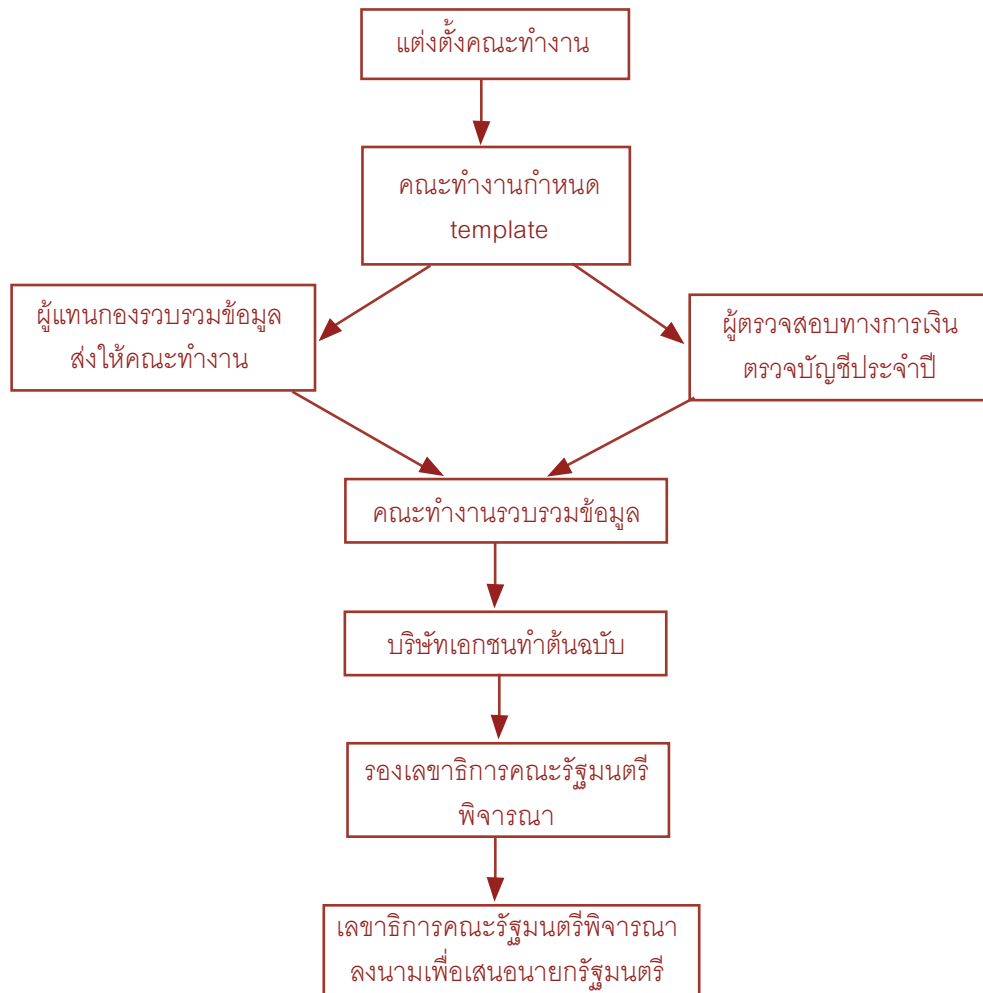 แต่งตั้งคณะทำงาน
คณะทำงานกำหนด
template
ผู้แทนกองรวบรวมข้อมูล
ส่งให้คณะทำงาน
ผู้ตรวจสอบทางการเงิน
ตรวจบัญชีประจำปี
คณะทำงานรวบรวมข้อมูล
บริษัทเอกชนทำต้นฉบับ
รองเลขาธิการคณะรัฐมนตรี
พิจารณา
เลขาธิการคณะรัฐมนตรีพิจารณา
ลงนามเพื่อเสนอนายกรัฐมนตรี